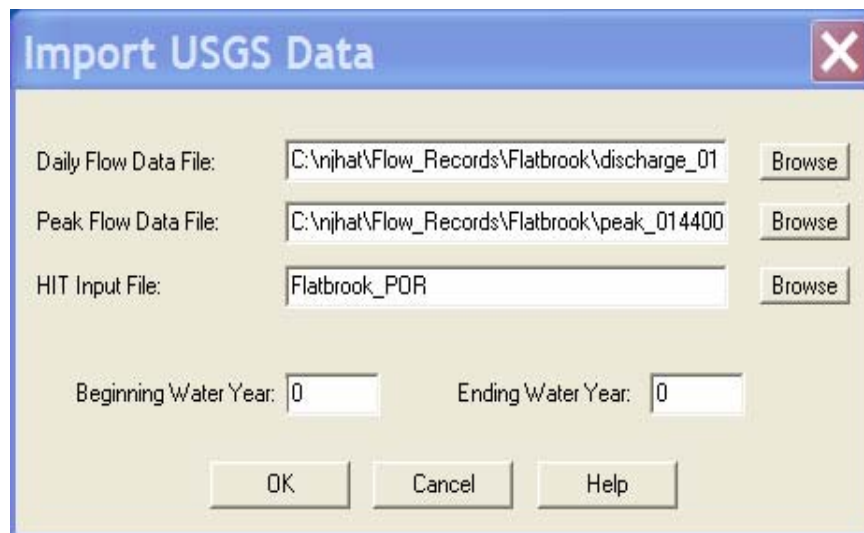 Import USGS Data
Daily Flow Data File: C:\njhat\Flow_Records\Flatbrook\discharge_01 Browse
Peak Flow Data File: C:\njhat\Flow_Records\Flatbrook\peak_014400 Browse
HIT Input File: Flatbrook_POR Browse
Beginning Water Year: 0 Ending Water Year: 0
OK Cancel Help